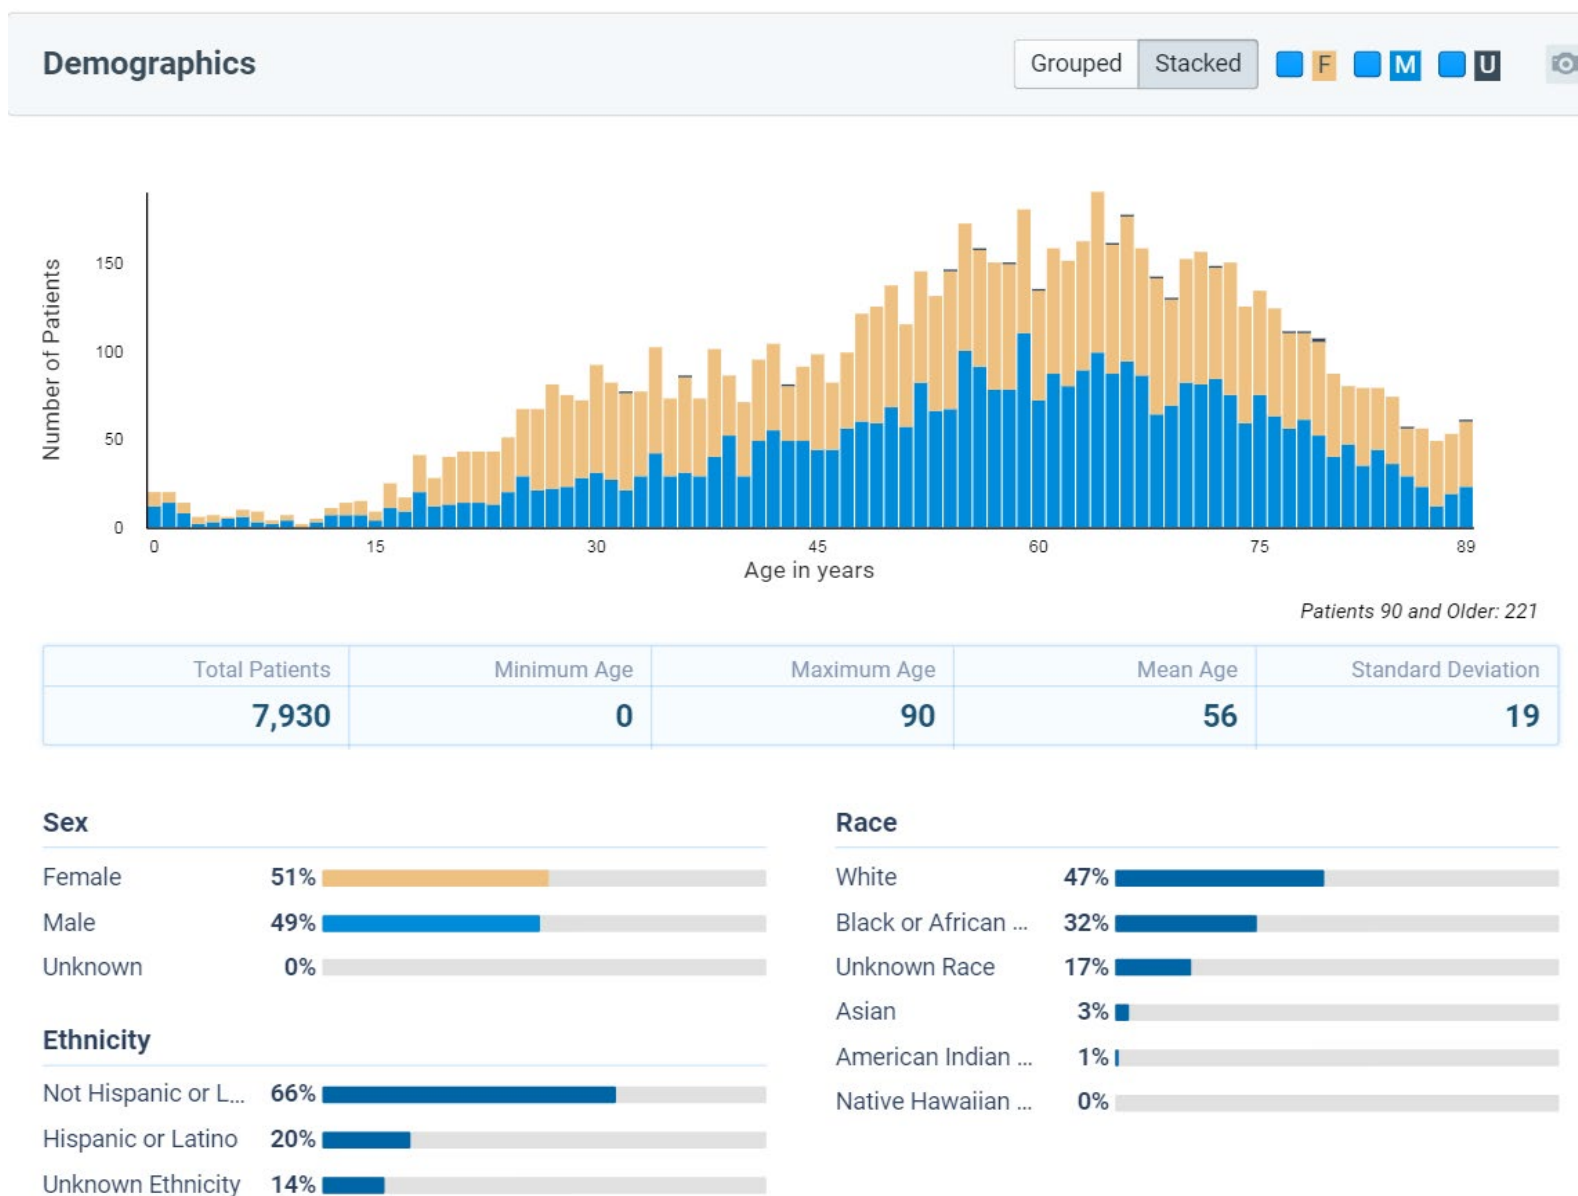 Demographics
Grouped Stacked F M U
Number of Patients
150
100
50
0
0 15 30 45 60 75 89
Age in years
Patients 90 and Older: 221
Total Patients Minimum Age Maximum Age Mean Age Standard Deviation
7,930 0 90 56 19
Sex
Female 51%
Male 49%
Unknown 0%
Ethnicity
Not Hispanic or L... 66%
Hispanic or Latino 20%
Unknown Ethnicity 14%
Race
White 47%
Black or African ... 32%
Unknown Race 17%
Asian 3%
American Indian ... 1%
Native Hawaiian ... 0%